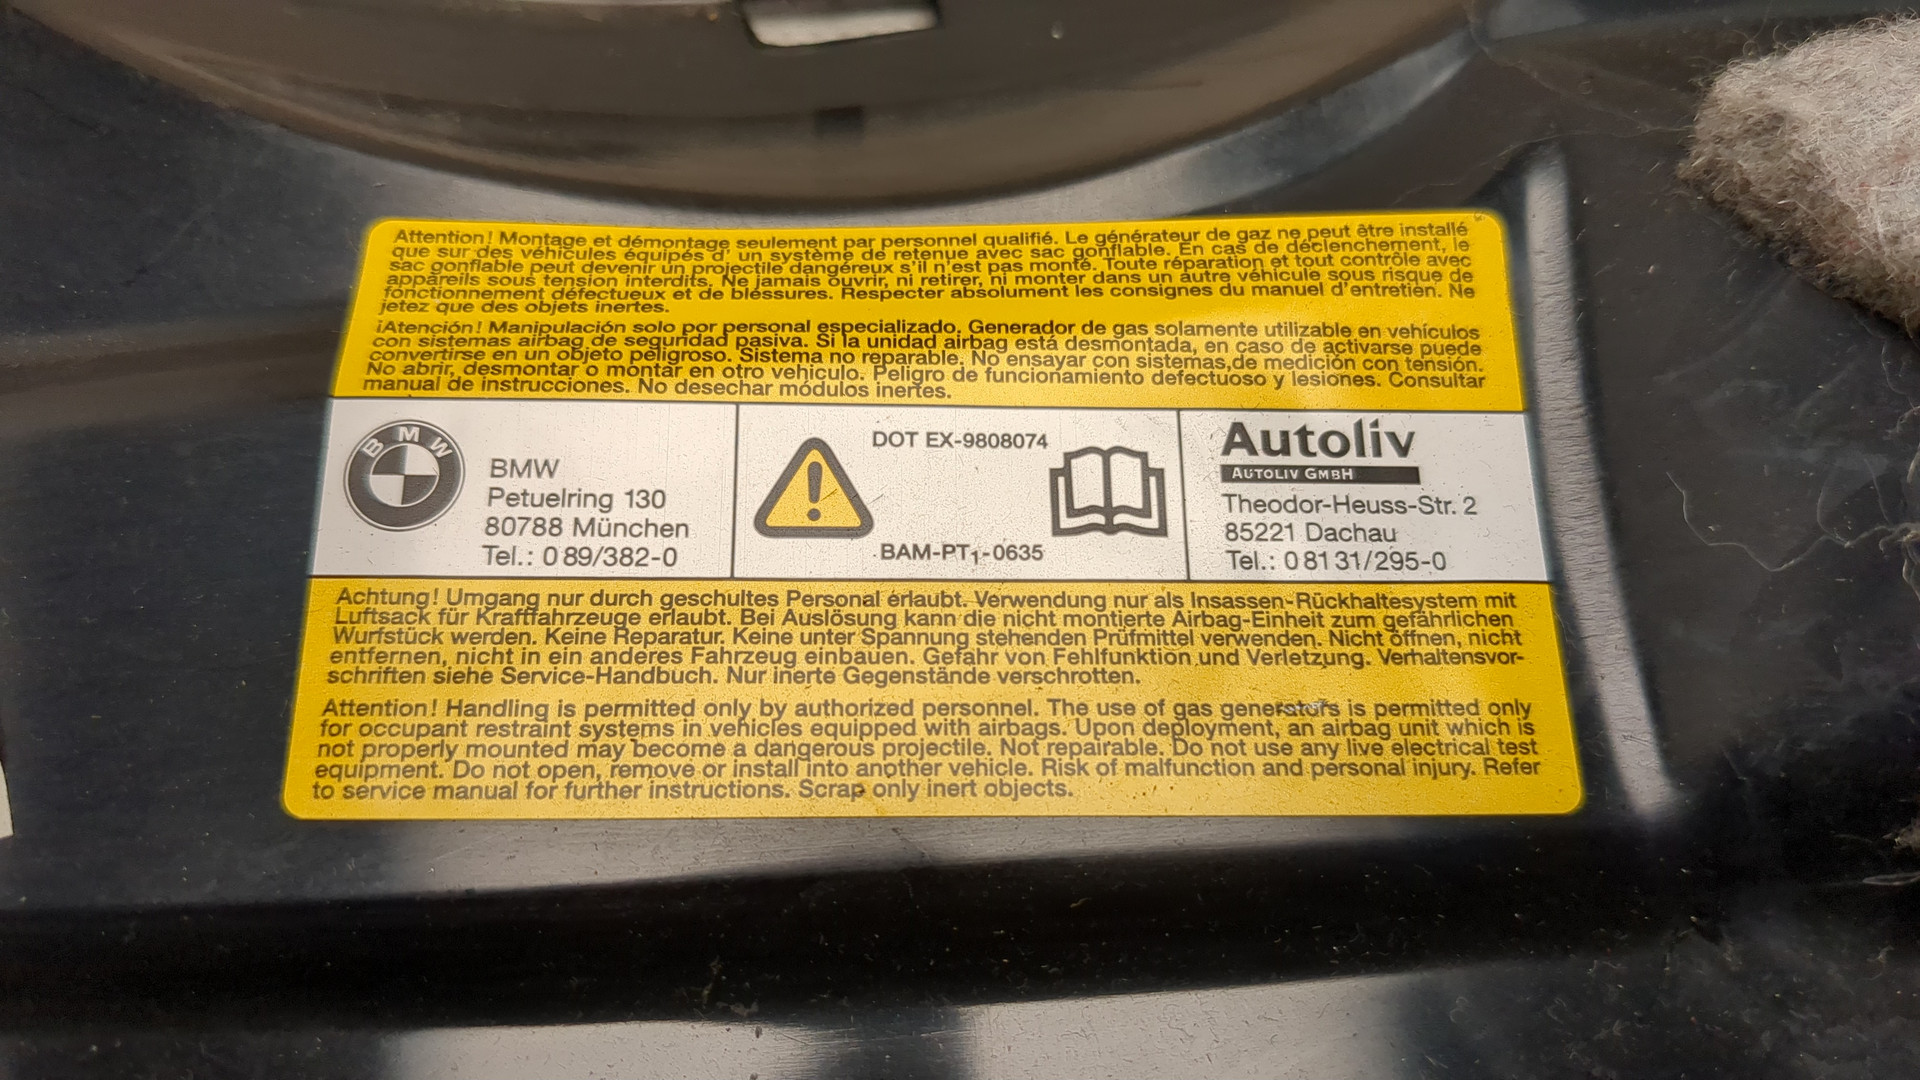 Attention! Montage et démontage seulement par personnel qualifié. Le générateur de gaz ne peut être installé
que sur des véhicules équipés d' un système de retenue avec sac gonflable. En cas de déclenchement, le
sac gonflable peut devenir un projectile dangéreux s'il n'est pas monté. Toute réparation et tout contrôle avec
appareils sous tension interdits. Ne jamais ouvrir, ni retirer, ni monter dans un autre véhicule sous risque de
fonctionnement défectueux et de bléssures. Respecter absolument les consignes du manuel d'entretien. Ne
jetez que des objets inertes.
¡Atención! Manipulación solo por personal especializado. Generador de gas solamente utilizable en vehículos
con sistemas airbag de seguridad pasiva. Si la unidad airbag está desmontada, en caso de activarse puede
convertirse en un objeto peligroso. Sistema no reparable. No ensayar con sistemas de medición con tensión.
No abrir, desmontar o montar en otro vehiculo. Peligro de funcionamiento defectuoso y lesiones. Consultar
manual de instrucciones. No desechar módulos inertes.
BMW
BMW
Petuelring 130
80788 München
Tel.: 0 89/382-0
DOT EX-9808074
BAM-PT₁-0635
Autoliv
AUTOLIV GMBH
Theodor-Heuss-Str. 2
85221 Dachau
Tel.: 0 81 31/295-0
Achtung! Umgang nur durch geschultes Personal erlaubt. Verwendung nur als Insassen-Rückhaltesystem mit
Luftsack für Kraftfahrzeuge erlaubt. Bei Auslösung kann die nicht montierte Airbag-Einheit zum gefährlichen
Wurfstück werden. Keine Reparatur. Keine unter Spannung stehenden Prüfmittel verwenden. Nicht öffnen, nicht
entfernen, nicht in ein anderes Fahrzeug einbauen. Gefahr von Fehlfunktion und Verletzung. Verhaltensvor-
schriften siehe Service-Handbuch. Nur inerte Gegenstände verschrotten.
Attention! Handling is permitted only by authorized personnel. The use of gas generators is permitted only
for occupant restraint systems in vehicles equipped with airbags. Upon deployment, an airbag unit which is
not properly mounted may become a dangerous projectile. Not repairable. Do not use any live electrical test
equipment. Do not open, remove or install into another vehicle. Risk of malfunction and personal injury. Refer
to service manual for further instructions. Scrap only inert objects.